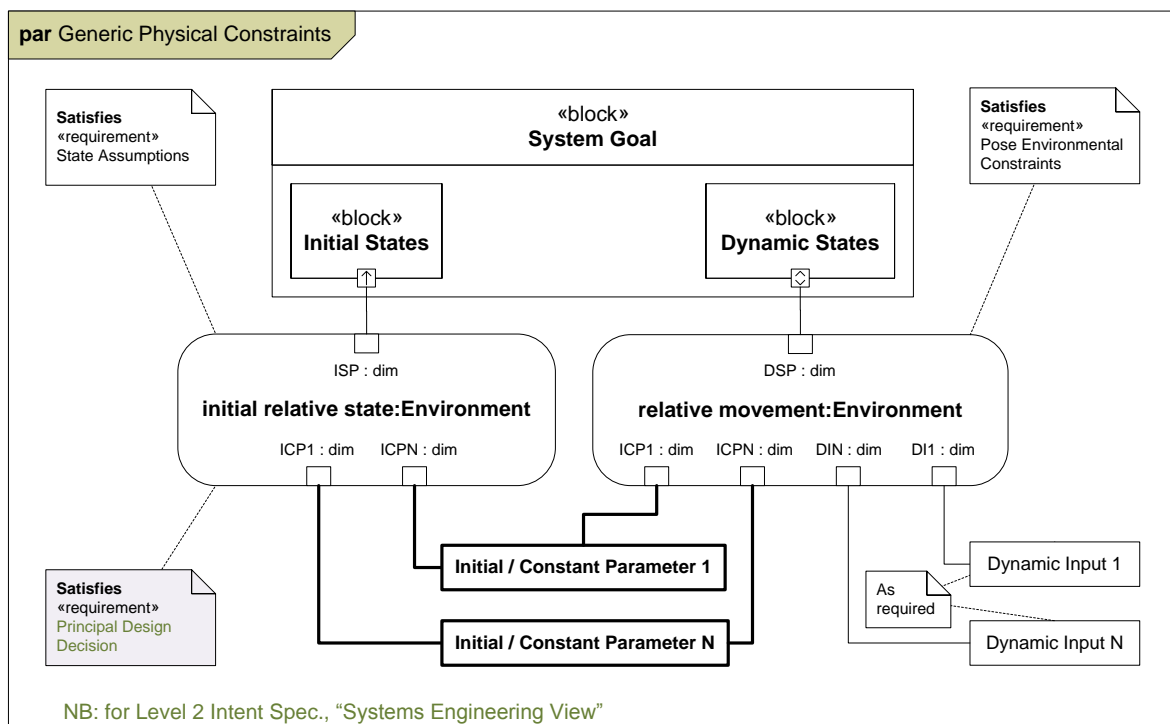 par Generic Physical Constraints
Satisfies
«requirement»
State Assumptions
«block»
System Goal
Satisfies
«requirement»
Pose Environmental
Constraints
«block»
Initial States
«block»
Dynamic States
ISP : dim
initial relative state:Environment
ICP1 : dim
ICPN : dim
DSP : dim
relative movement:Environment
ICP1 : dim
ICPN : dim
DIN : dim
DI1 : dim
Initial / Constant Parameter 1
Initial / Constant Parameter N
Dynamic Input 1
As
required
Dynamic Input N
Satisfies
«requirement»
Principal Design
Decision
NB: for Level 2 Intent Spec., “Systems Engineering View”